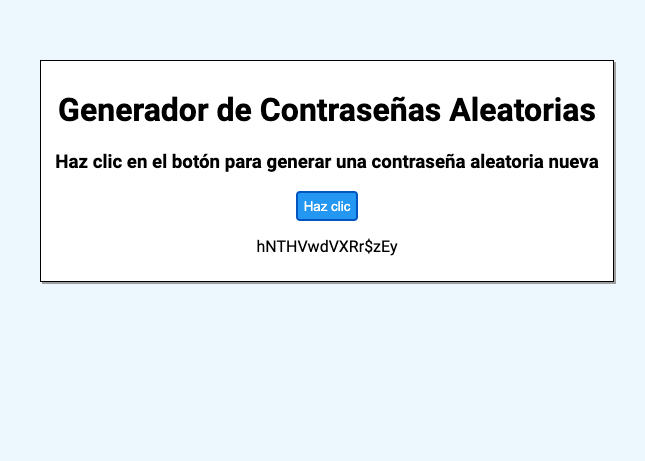 Generador de Contraseñas Aleatorias
Haz clic en el botón para generar una contraseña aleatoria nueva
Haz clic
hNTHVwdVXRr$zEy